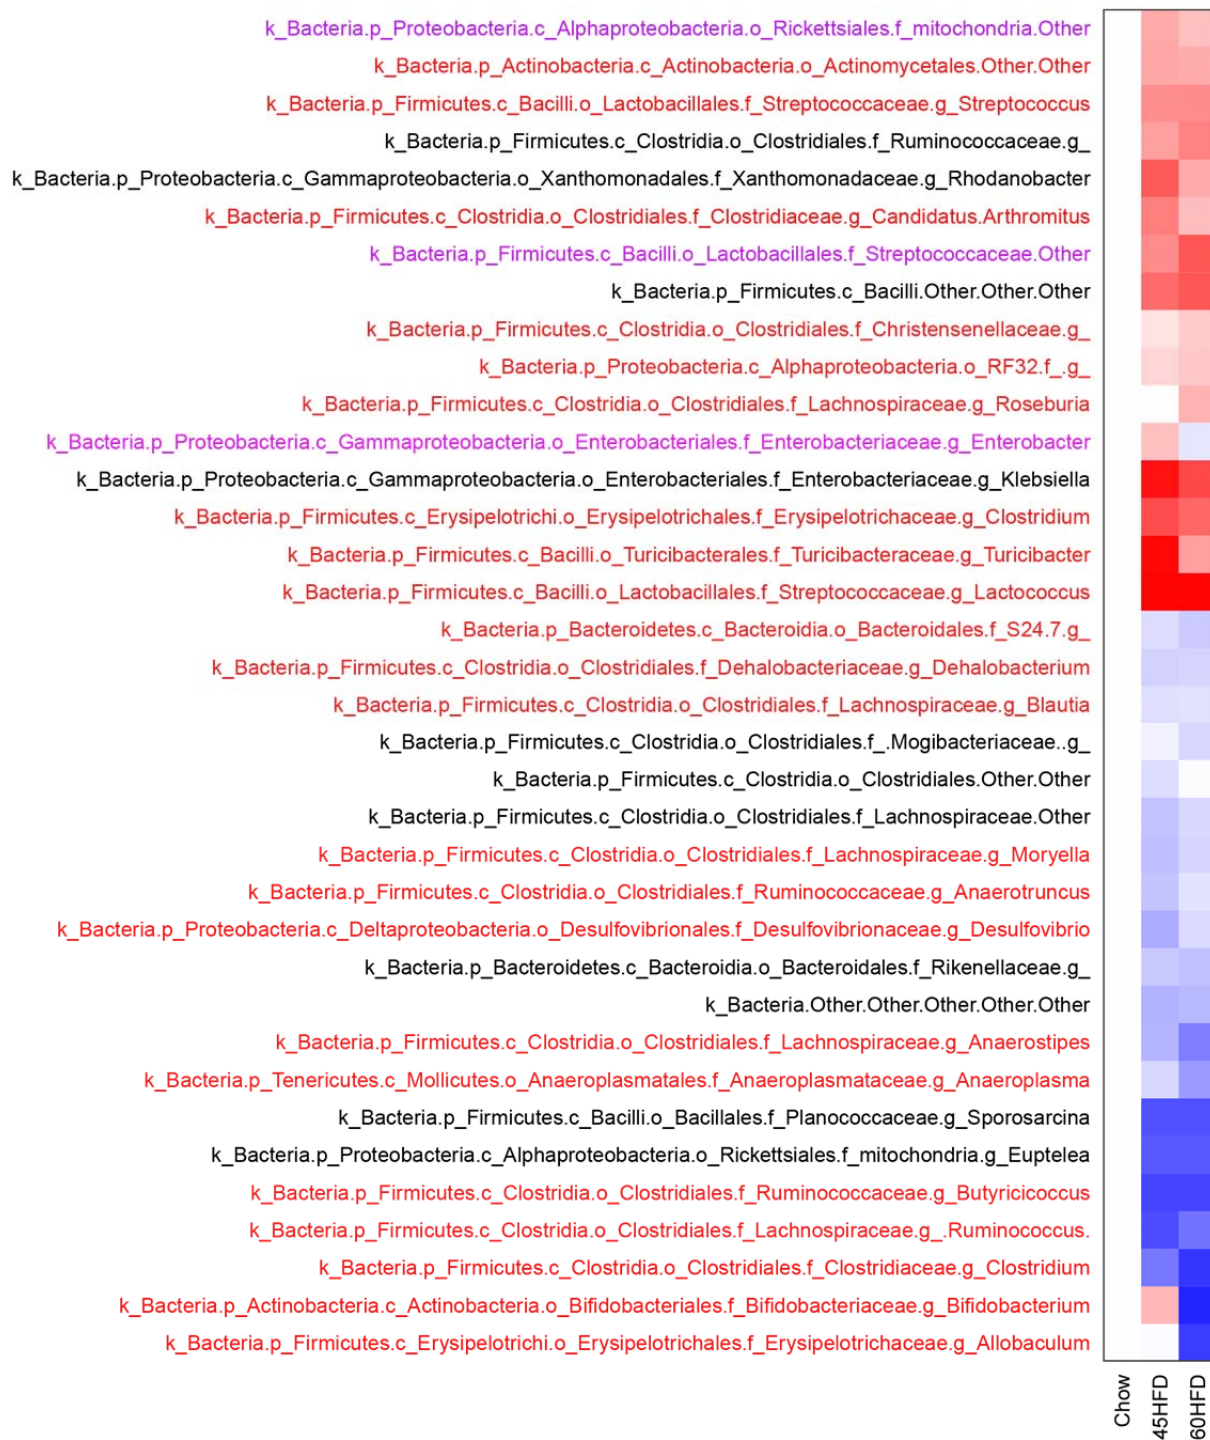 k_Bacteria.p_Proteobacteria.c_Alphaproteobacteria.o_Rickettsiales.f_mitochondria.Other
k_Bacteria.p_Actinobacteria.c_Actinobacteria.o_Actinomycetales.Other.Other
k_Bacteria.p_Firmicutes.c_Bacilli.o_Lactobacillales.f_Streptococcaceae.g_Streptococcus
k_Bacteria.p_Firmicutes.c_Clostridia.o_Clostridiales.f_Ruminococcaceae.g_
k_Bacteria.p_Proteobacteria.c_Gammaproteobacteria.o_Xanthomonadales.f_Xanthomonadaceae.g_Rhodanobacter
k_Bacteria.p_Firmicutes.c_Clostridia.o_Clostridiales.f_Clostridiaceae.g_Candidatus.Arthromitus
k_Bacteria.p_Firmicutes.c_Bacilli.o_Lactobacillales.f_Streptococcaceae.Other
k_Bacteria.p_Firmicutes.c_Bacilli.Other.Other.Other
k_Bacteria.p_Firmicutes.c_Clostridia.o_Clostridiales.f_Christensenellaceae.g_
k_Bacteria.p_Proteobacteria.c_Alphaproteobacteria.o_RF32.f_.g_
k_Bacteria.p_Firmicutes.c_Clostridia.o_Clostridiales.f_Lachnospiraceae.g_Roseburia
k_Bacteria.p_Proteobacteria.c_Gammaproteobacteria.o_Enterobacteriales.f_Enterobacteriaceae.g_Enterobacter
k_Bacteria.p_Proteobacteria.c_Gammaproteobacteria.o_Enterobacteriales.f_Enterobacteriaceae.g_Klebsiella
k_Bacteria.p_Firmicutes.c_Erysipelotrichi.o_Erysipelotrichales.f_Erysipelotrichaceae.g_Clostridium
k_Bacteria.p_Firmicutes.c_Bacilli.o_Turicibacterales.f_Turicibacteraceae.g_Turicibacter
k_Bacteria.p_Firmicutes.c_Bacilli.o_Lactobacillales.f_Streptococcaceae.g_Lactococcus
k_Bacteria.p_Bacteroidetes.c_Bacteroidia.o_Bacteroidales.f_S24.7.g_
k_Bacteria.p_Firmicutes.c_Clostridia.o_Clostridiales.f_Dehalobacteriaceae.g_Dehalobacterium
k_Bacteria.p_Firmicutes.c_Clostridia.o_Clostridiales.f_Lachnospiraceae.g_Blautia
k_Bacteria.p_Firmicutes.c_Clostridia.o_Clostridiales.f_.Mogibacteriaceae..g_
k_Bacteria.p_Firmicutes.c_Clostridia.o_Clostridiales.Other.Other
k_Bacteria.p_Firmicutes.c_Clostridia.o_Clostridiales.f_Lachnospiraceae.Other
k_Bacteria.p_Firmicutes.c_Clostridia.o_Clostridiales.f_Lachnospiraceae.g_Moryella
k_Bacteria.p_Firmicutes.c_Clostridia.o_Clostridiales.f_Ruminococcaceae.g_Anaerotruncus
k_Bacteria.p_Proteobacteria.c_Deltaproteobacteria.o_Desulfovibrionales.f_Desulfovibrionaceae.g_Desulfovibrio
k_Bacteria.p_Bacteroidetes.c_Bacteroidia.o_Bacteroidales.f_Rikenellaceae.g_
k_Bacteria.Other.Other.Other.Other.Other
k_Bacteria.p_Firmicutes.c_Clostridia.o_Clostridiales.f_Lachnospiraceae.g_Anaerostipes
k_Bacteria.p_Tenericutes.c_Mollicutes.o_Anaeroplasmatales.f_Anaeroplasmataceae.g_Anaeroplasma
k_Bacteria.p_Firmicutes.c_Bacilli.o_Bacillales.f_Planococcaceae.g_Sporosarcina
k_Bacteria.p_Proteobacteria.c_Alphaproteobacteria.o_Rickettsiales.f_mitochondria.g_Euptelea
k_Bacteria.p_Firmicutes.c_Clostridia.o_Clostridiales.f_Ruminococcaceae.g_Butyricicoccus
k_Bacteria.p_Firmicutes.c_Clostridia.o_Clostridiales.f_Lachnospiraceae.g_.Ruminococcus.
k_Bacteria.p_Firmicutes.c_Clostridia.o_Clostridiales.f_Clostridiaceae.g_Clostridium
k_Bacteria.p_Actinobacteria.c_Actinobacteria.o_Bifidobacteriales.f_Bifidobacteriaceae.g_Bifidobacterium
k_Bacteria.p_Firmicutes.c_Erysipelotrichi.o_Erysipelotrichales.f_Erysipelotrichaceae.g_Allobaculum
Chow
45HFD
60HFD